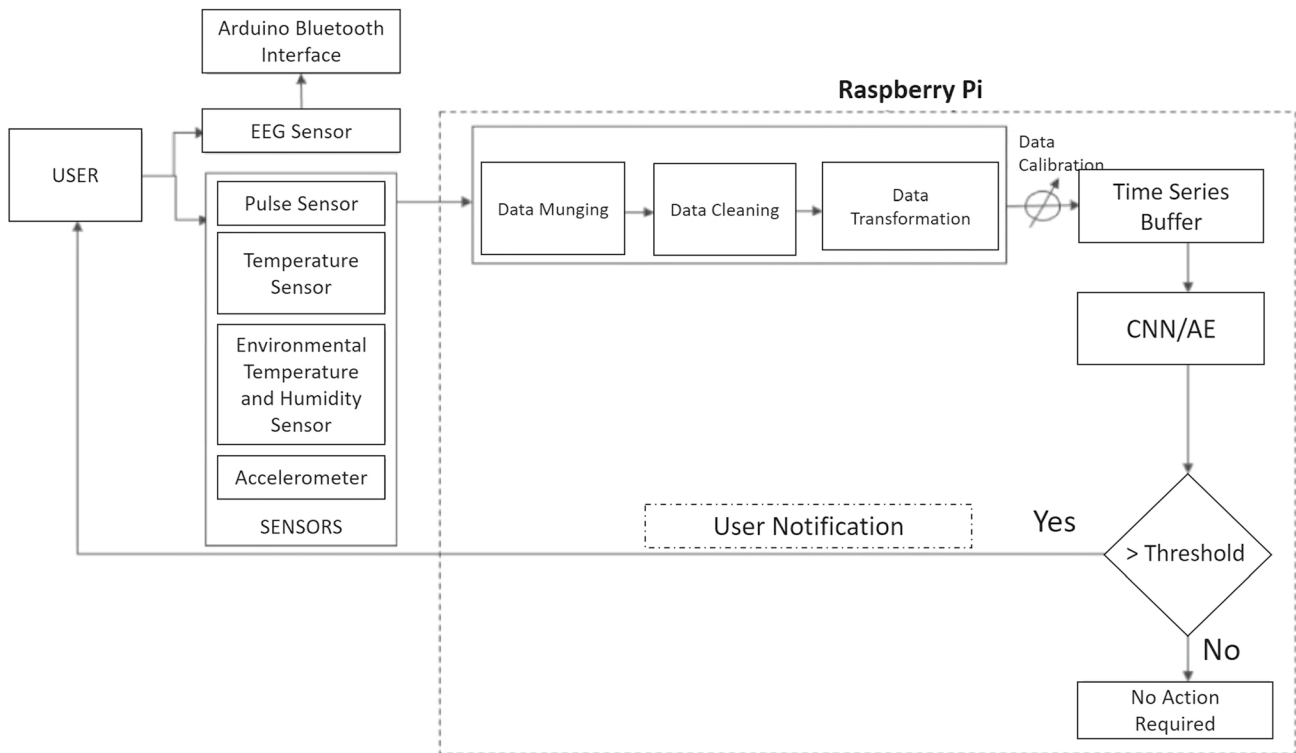 Arduino Bluetooth
Interface
EEG Sensor
USER
Pulse Sensor
Temperature
Sensor
Environmental
Temperature
and Humidity
Sensor
Accelerometer
SENSORS
Raspberry Pi
Data Munging
Data Cleaning
Data
Transformation
Data
Calibration
Time Series
Buffer
CNN/AE
> Threshold
Yes
User Notification
No
No Action
Required